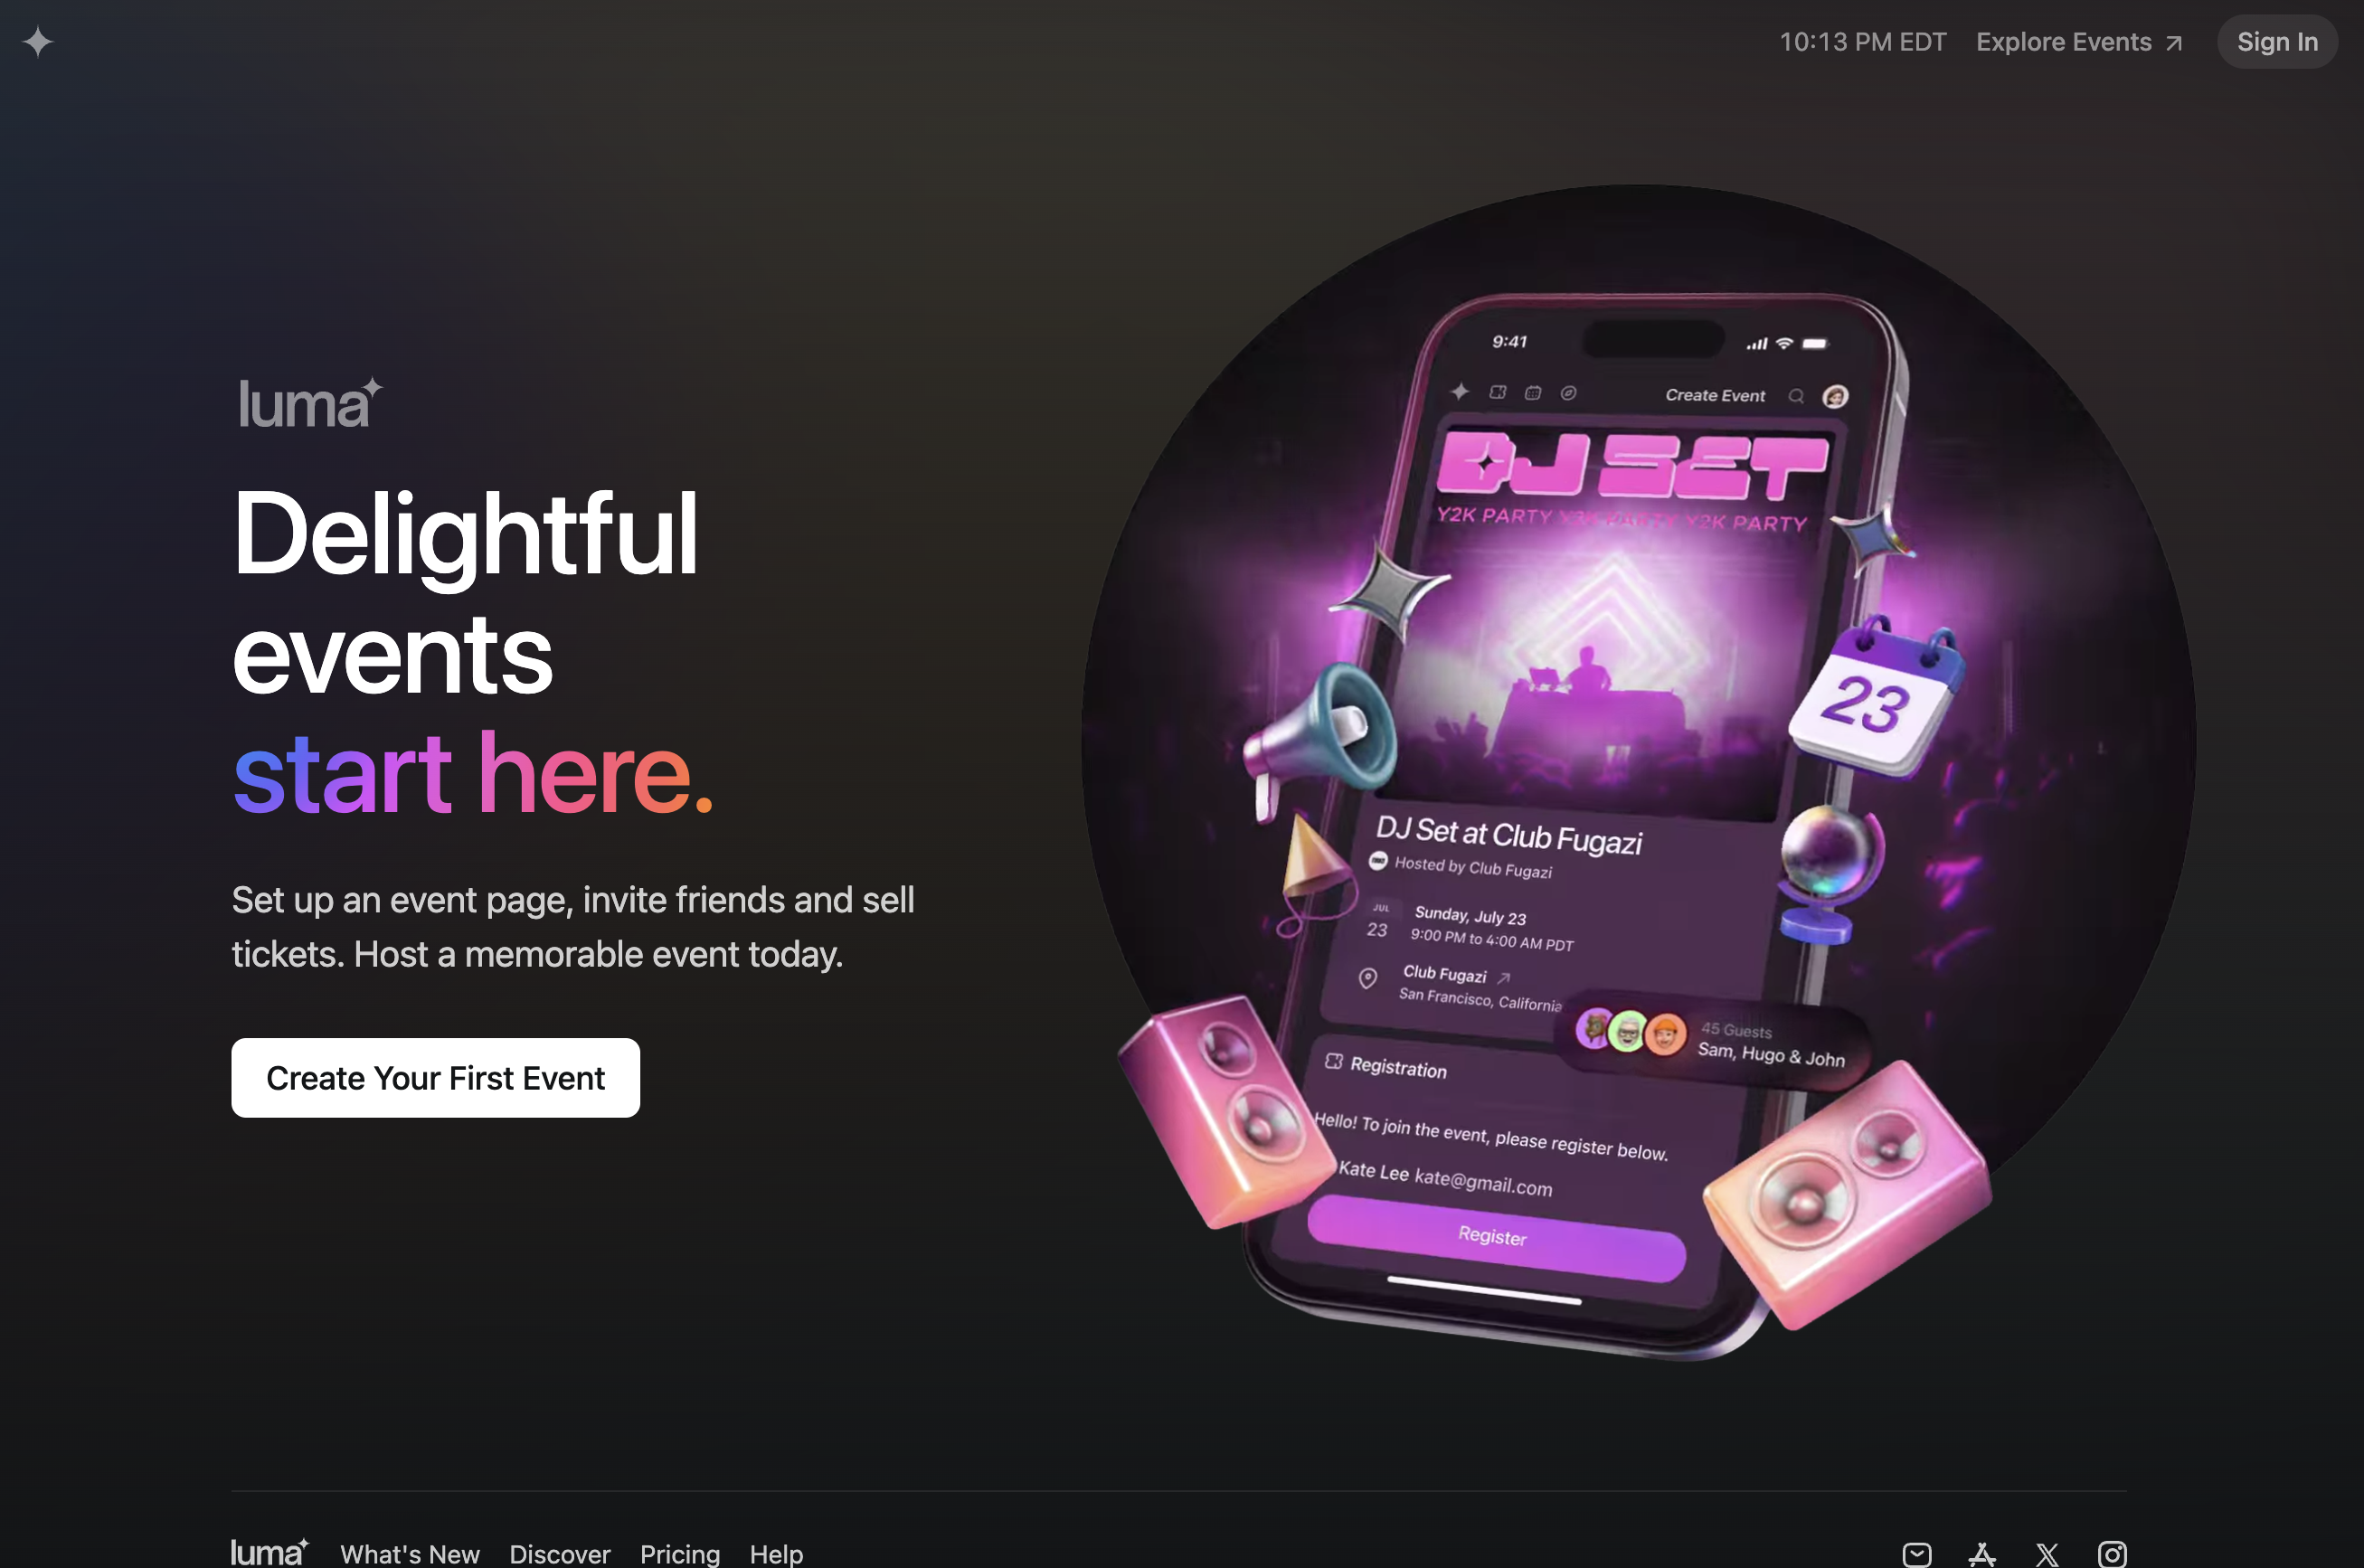 10:13 PM EDT
Explore Events ↗
Sign In
luma
Delightful
events
start here.
Set up an event page, invite friends and sell
tickets. Host a memorable event today.
Create Your First Event
9:41
Create Event
DJ SET
Y2K PARTY Y2K PARTY Y2K PARTY
23
DJ Set at Club Fugazi
Hosted by Club Fugazi
JUL
23
Sunday, July 23
9:00 PM to 4:00 AM PDT
Club Fugazi ↗
San Francisco, California
45 Guests
Sam, Hugo & John
Registration
Hello! To join the event, please register below.
Kate Lee kate@gmail.com
Register
luma
What's New
Discover
Pricing
Help